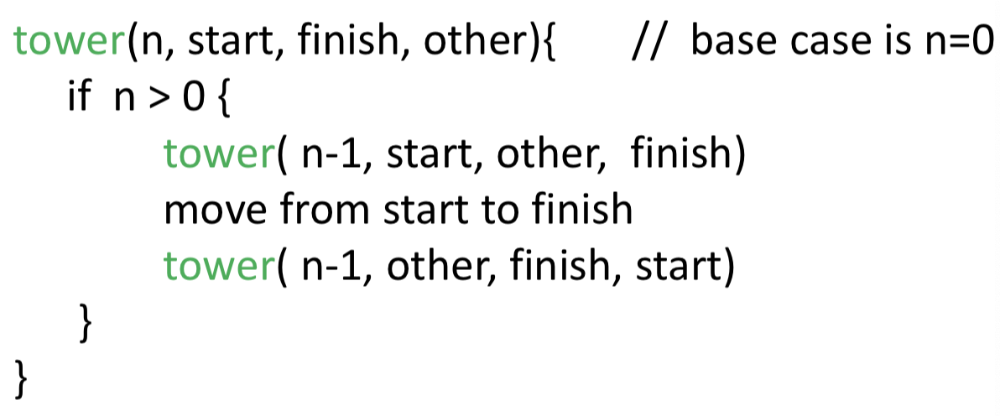 tower(n, start, finish, other){ // base case is n=0
if n > 0 {
tower( n-1, start, other, finish)
move from start to finish
tower( n-1, other, finish, start)
}
}